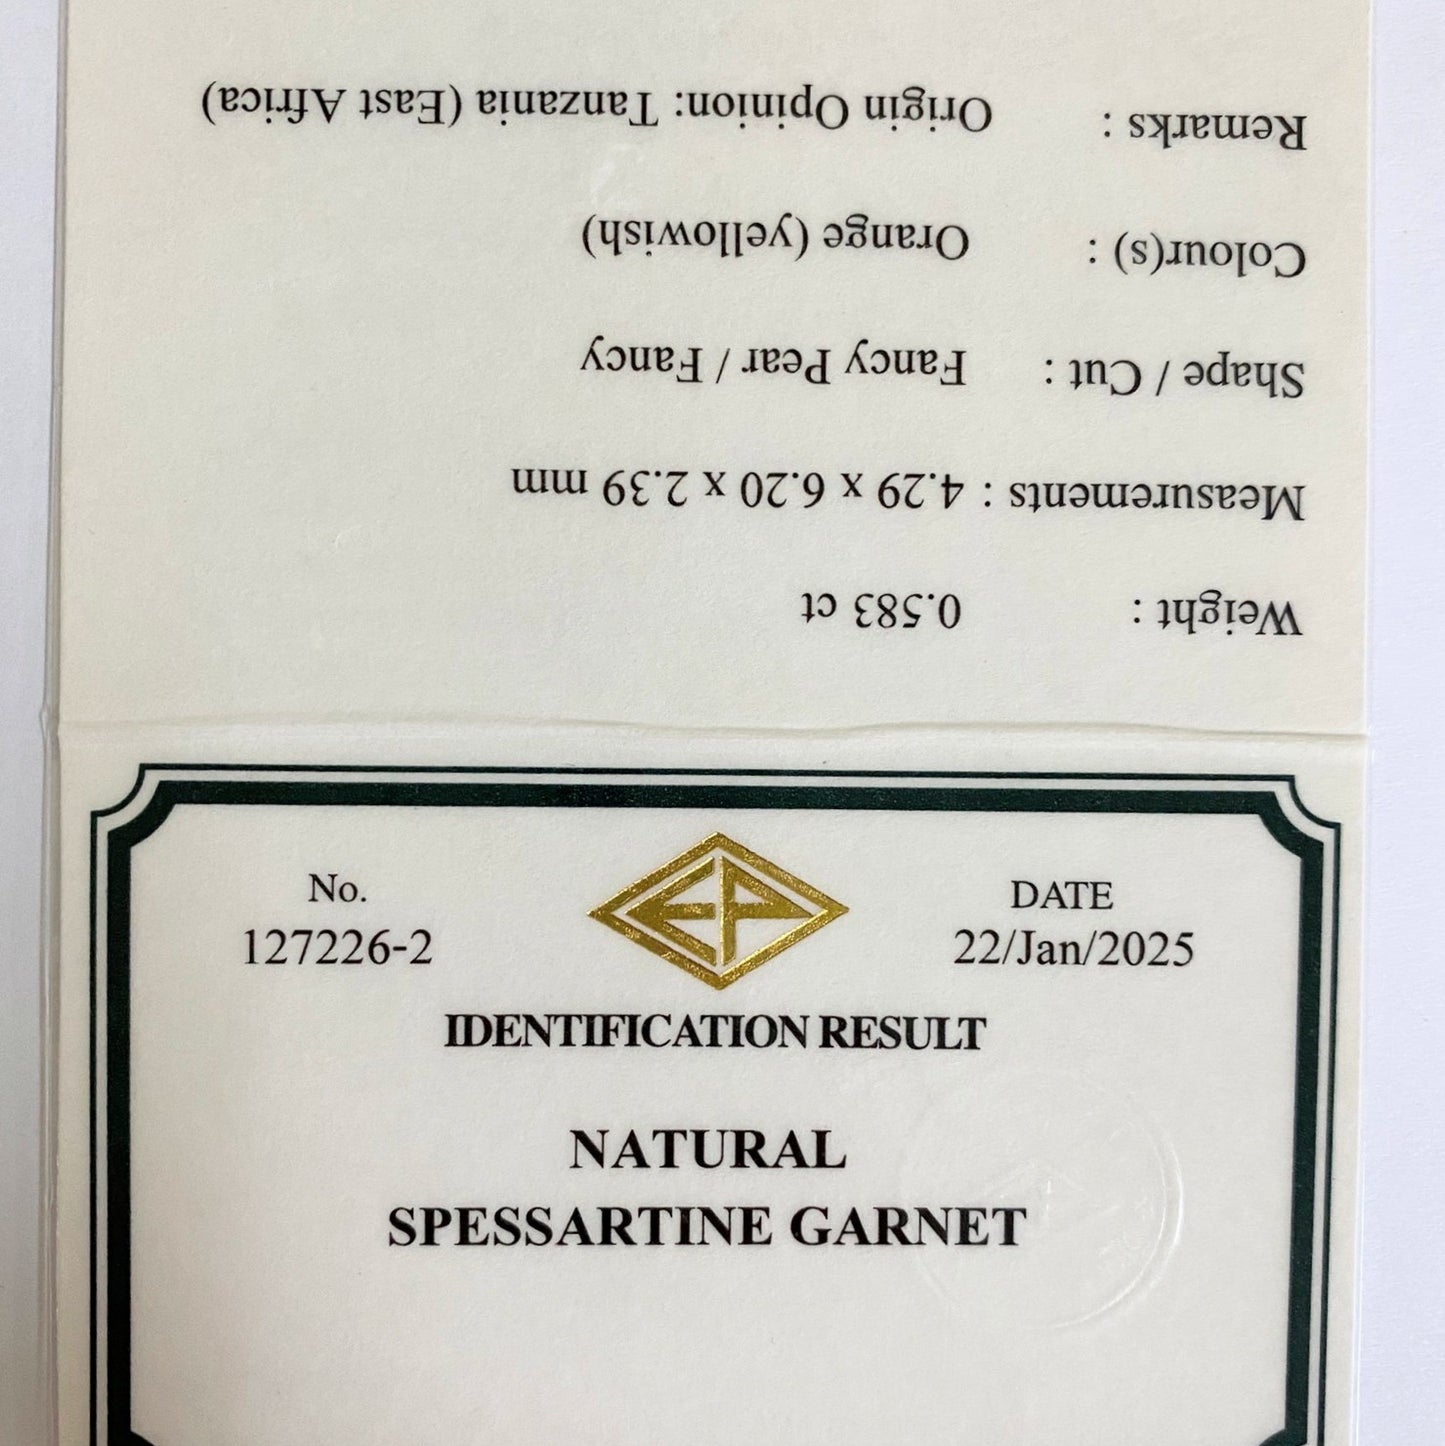 Remarks : Origin Opinion: Tanzania (East Africa)
Colour(s) : Orange (yellowish)
Shape / Cut : Fancy Pear / Fancy
Measurements : 4.29 x 6.20 x 2.39 mm
Weight : 0.583 ct
EP
No.
DATE
127226-2
22/Jan/2025
IDENTIFICATION RESULT
NATURAL
SPESSARTINE GARNET